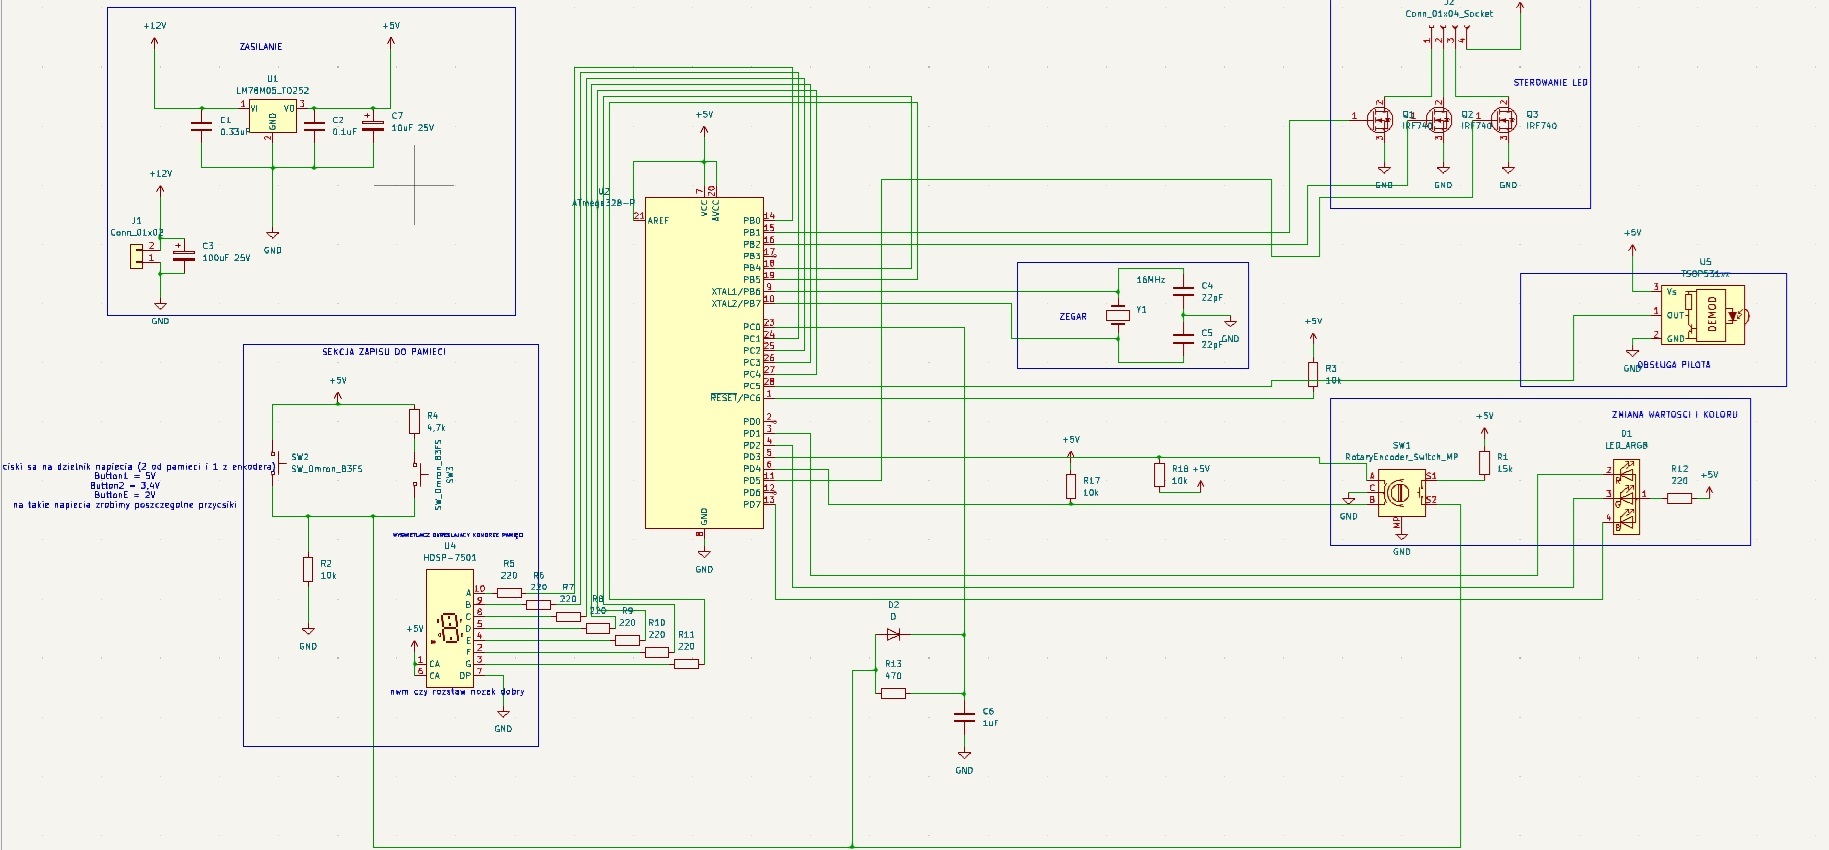 +12V
+5V
ZASILANIE
U1
LM78M05_TO252
1
VI
VO
3
GND
2
C1
0.33uF
C2
0.1uF
C7
10uF 25V
+12V
J1
Conn_01x02
2
1
C3
100uF 25V
GND
GND
SEKCJA ZAPISU DO PAMIECI
+5V
R4
4,7k
SW2
SW_Omron_B3FS
SW_Omron_B3FS
SW3
ciski sa na dzielnik napiecia (2 od pamieci i 1 z enkodera)
Button1 = 5V
Button2 = 3,4V
ButtonE = 2V
na takie napiecia zrobimy poszczegolne przycsiki
R2
10k
GND
WYSWIETLACZ OKRESLAJACY KOMORZE PAMIECI
U4
HDSP-7501
A 10
B 9
C 8
D 5
E 4
F 2
G 3
DP 7
+5V
1 CA
6 CA
nwm czy rozstaw nozek dobry
GND
R5
220
R6
220
R7
220
R8
220
R9
220
R10
220
R11
220
+5V
U2
ATmega328-P
7
20
VCC
AVCC
21
AREF
PB0 14
PB1 15
PB2 16
PB3 17
PB4 18
PB5 19
XTAL1/PB6 9
XTAL2/PB7 10
PC0 23
PC1 24
PC2 25
PC3 26
PC4 27
PC5 28
RESET/PC6 1
PD0 2
PD1 3
PD2 4
PD3 5
PD4 6
PD5 11
PD6 12
PD7 13
GND
8
GND
16MHz
ZEGAR
Y1
C4
22pF
C5
22pF
GND
+5V
R3
10k
+5V
R17
10k
R18
+5V
10k
D2
D
R13
470
C6
1uF
GND
J2
Conn_01x04_Socket
1
2
3
4
STEROWANIE LED
1
2
3
Q1
IRF740
1
2
3
Q2
IRF740
1
2
3
Q3
IRF740
GND
GND
GND
+5V
U5
TSOP531xx
3 Vs
1 OUT
2 GND
DEMOD
GND
OBSŁUGA PILOTA
ZMIANA WARTOSCI I KOLORU
+5V
SW1
RotaryEncoder_Switch_MP
A
C
B
S1
S2
MP
GND
GND
R1
15k
D1
LED_ARGB
2
R
3
G
4
B
1
R12
220
+5V